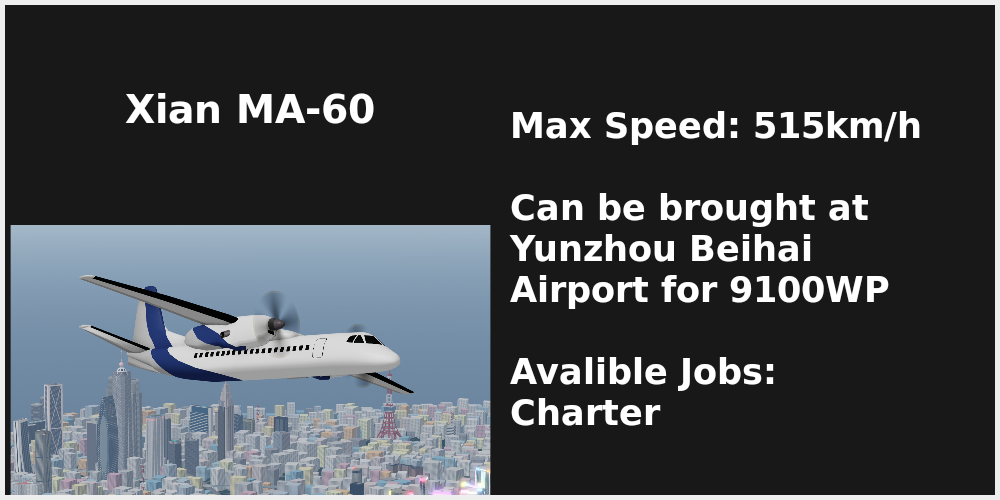 Xian MA-60
Max Speed: 515km/h
Can be brought at
Yunzhou Beihai
Airport for 9100WP
Avalible Jobs:
Charter